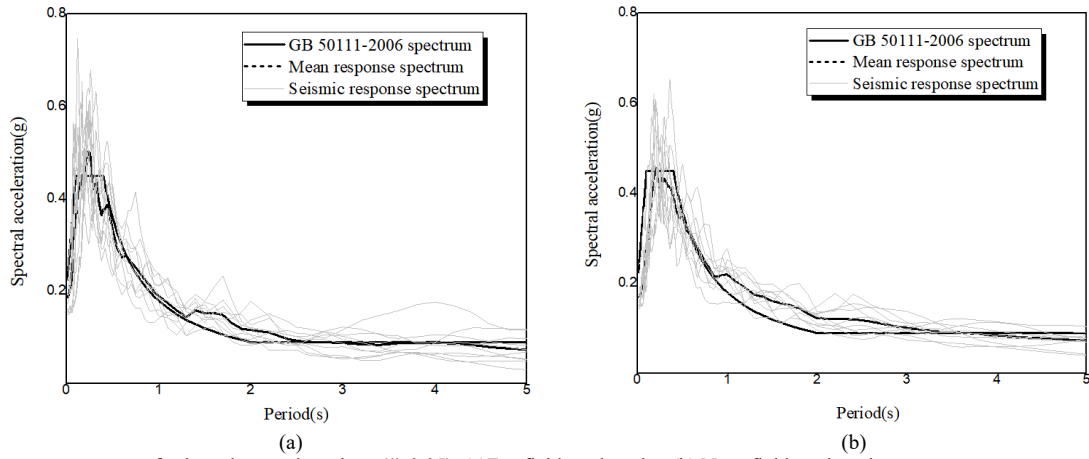 0.8
0.6
0.4
0.2
0
1
2
3
4
5
Spectral acceleration(g)
Period(s)
GB 50111-2006 spectrum
Mean response spectrum
Seismic response spectrum
(a)
0.8
0.6
0.4
0.2
0
1
2
3
4
5
Spectral acceleration(g)
Period(s)
GB 50111-2006 spectrum
Mean response spectrum
Seismic response spectrum
(b)